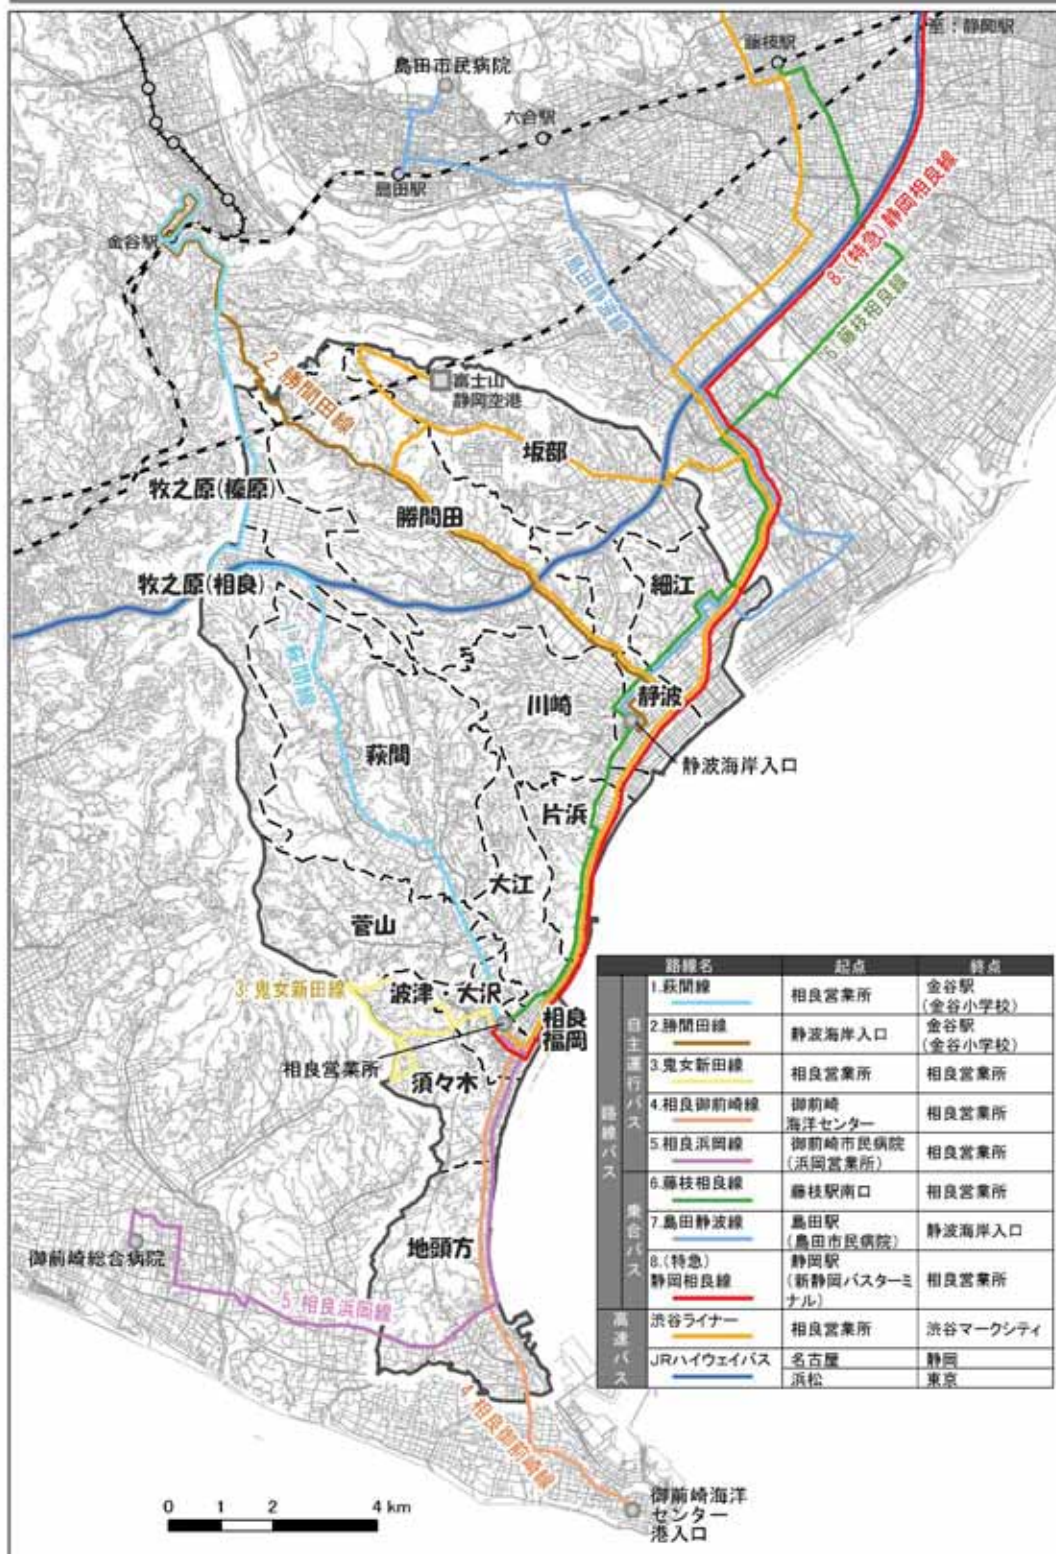 至：静岡駅
藤枝駅
島田市民病院
六合駅
島田駅
金谷駅
8.(特急)静岡相良線
7.島田静波線
6.藤枝相良線
2. 勝間田線
富士山
静岡空港
坂部
牧之原(榛原)
勝間田
牧之原(相良)
細江
1.萩間線
川崎
静波
萩間
静波海岸入口
片浜
大江
菅山
3.鬼女新田線
波津
大沢
相良
福岡
相良営業所
須々木
地頭方
御前崎総合病院
5.相良浜岡線
4.相良御前崎線
御前崎海洋
センター
港入口
0 1 2 4 km
路線名 起点 終点
路線バス
自主運行バス
1.萩間線 相良営業所 金谷駅
(金谷小学校)
2.勝間田線 静波海岸入口 金谷駅
(金谷小学校)
3.鬼女新田線 相良営業所 相良営業所
4.相良御前崎線 御前崎
海洋センター 相良営業所
5.相良浜岡線 御前崎市民病院
(浜岡営業所) 相良営業所
乗合バス
6.藤枝相良線 藤枝駅南口 相良営業所
7.島田静波線 島田駅
(島田市民病院) 静波海岸入口
8.(特急)
静岡相良線 静岡駅
(新静岡バスターミ
ナル) 相良営業所
高速バス
渋谷ライナー 相良営業所 渋谷マークシティ
JRハイウェイバス 名古屋 静岡
浜松 東京